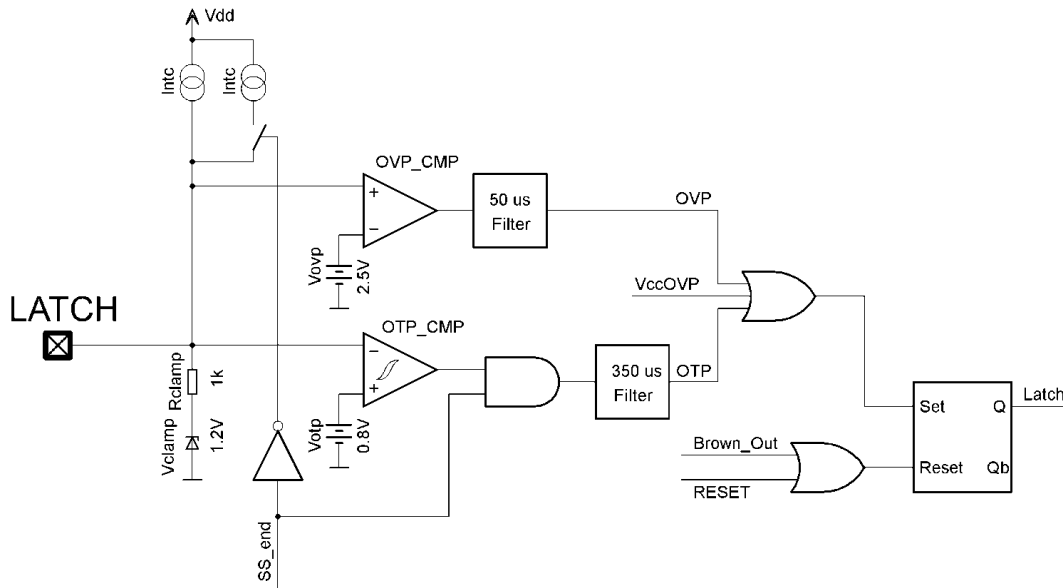 Vdd
Intc
Intc
OVP_CMP
+
−
50 us
Filter
OVP
Vovp
2.5V
VccOVP
LATCH
OTP_CMP
−
+
350 us
Filter
OTP
Rclamp
1k
Vclamp
1.2V
Votp
0.8V
Set
Q
Latch
Brown_Out
Reset
Qb
RESET
SS_end